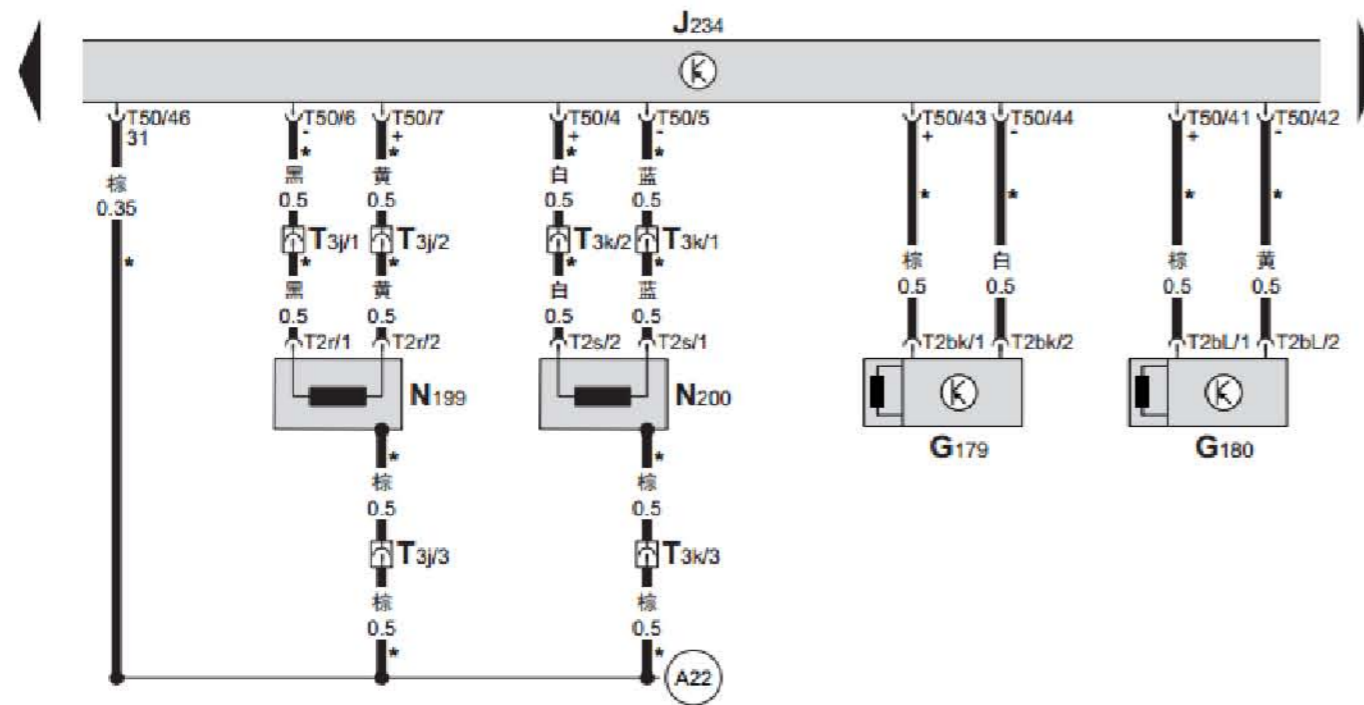 J234
T50/46 T50/6 T50/7 T50/4 T50/5 T50/43 T50/44 T50/41 T50/42
31 - + + - + - + -
* * * *
黑 黄 白 蓝
棕 0.5 0.5 0.5 0.5
0.35 * * * *
T3j/1 T3j/2 T3k/2 T3k/1
* * * * *
黑 黄 白 蓝 棕 白 棕 黄
0.5 0.5 0.5 0.5 0.5 0.5 0.5 0.5
T2r/1 T2r/2 T2s/2 T2s/1 T2bk/1 T2bk/2 T2bL/1 T2bL/2
N199 N200
G179 G180
* *
棕 棕
0.5 0.5
T3j/3 T3k/3
棕 棕
0.5 0.5
* *
A22